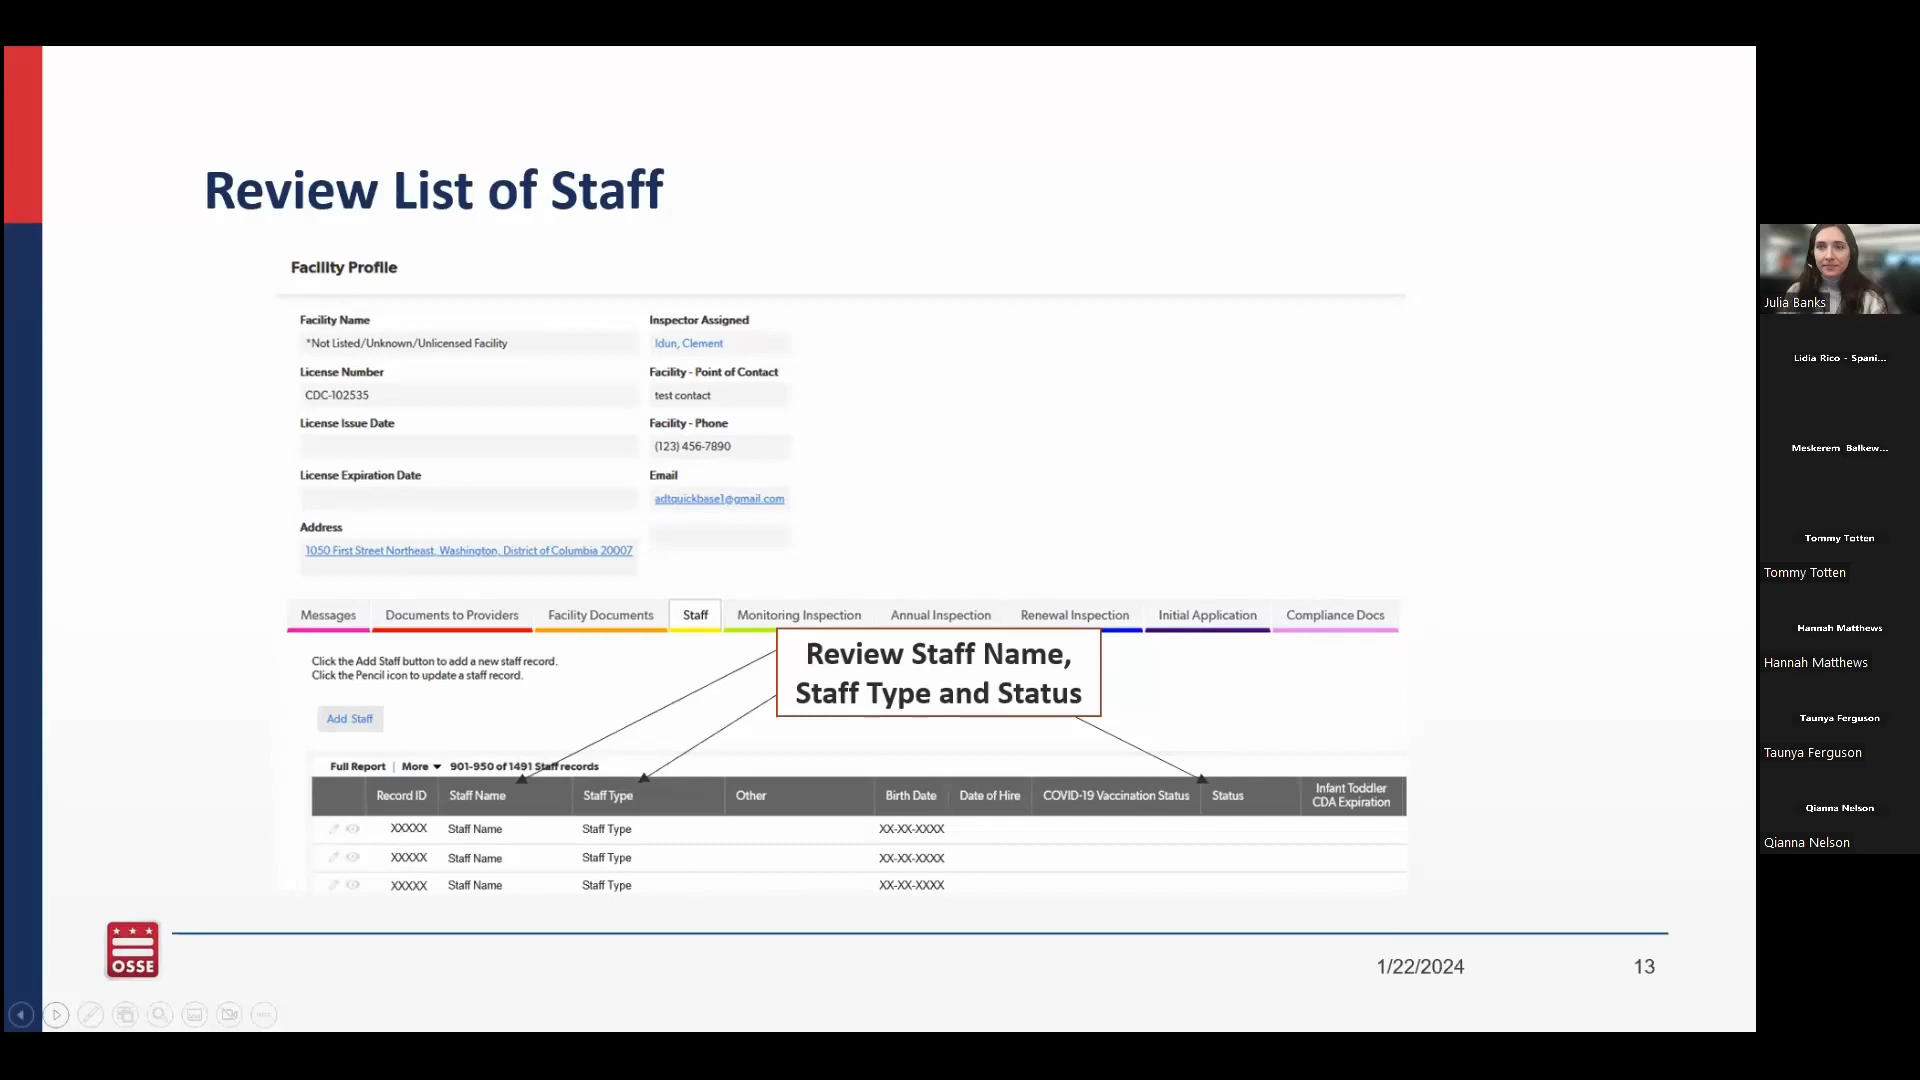 Review List of Staff
Facility Profile
Facility Name
Inspector Assigned
*Not Listed/Unknown/Unlicensed Facility
Idun, Clement
License Number
Facility - Point of Contact
CDC-102535
test contact
License Issue Date
Facility - Phone
(123) 456-7890
License Expiration Date
Email
adtquickbase1@gmail.com
Address
1050 First Street Northeast, Washington, District of Columbia 20007
Messages Documents to Providers Facility Documents Staff Monitoring Inspection Annual Inspection Renewal Inspection Initial Application Compliance Docs
Click the Add Staff button to add a new staff record.
Click the Pencil icon to update a staff record.
Review Staff Name,
Staff Type and Status
Add Staff
Full Report | More 901-950 of 1491 Staff records
Record ID Staff Name Staff Type Other Birth Date Date of Hire COVID-19 Vaccination Status Status Infant Toddler
CDA Expiration
XXXXX Staff Name Staff Type XX-XX-XXXX
XXXXX Staff Name Staff Type XX-XX-XXXX
XXXXX Staff Name Staff Type XX-XX-XXXX
OSSE
1/22/2024
13
Julia Banks
Lidia Rico - Spani...
Meskerem Balkew...
Tommy Totten
Tommy Totten
Hannah Matthews
Hannah Matthews
Taunya Ferguson
Taunya Ferguson
Qianna Nelson
Qianna Nelson